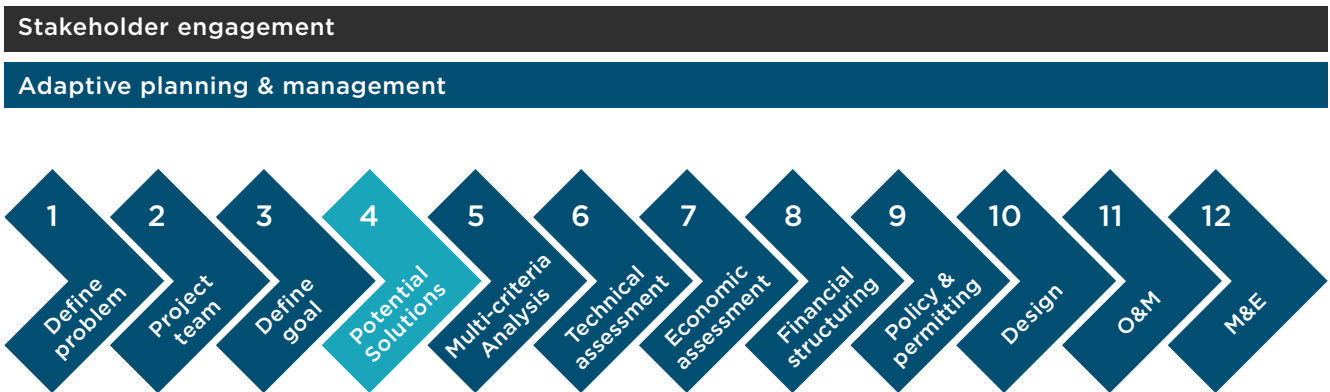 Stakeholder engagement
Adaptive planning & management
1
Define
problem
2
Project
team
3
Define
goal
4
Potential
Solutions
5
Multi-criteria
Analysis
6
Technical
assessment
7
Economic
assessment
8
Financial
structuring
9
Policy &
permitting
10
Design
11
O&M
12
M&E